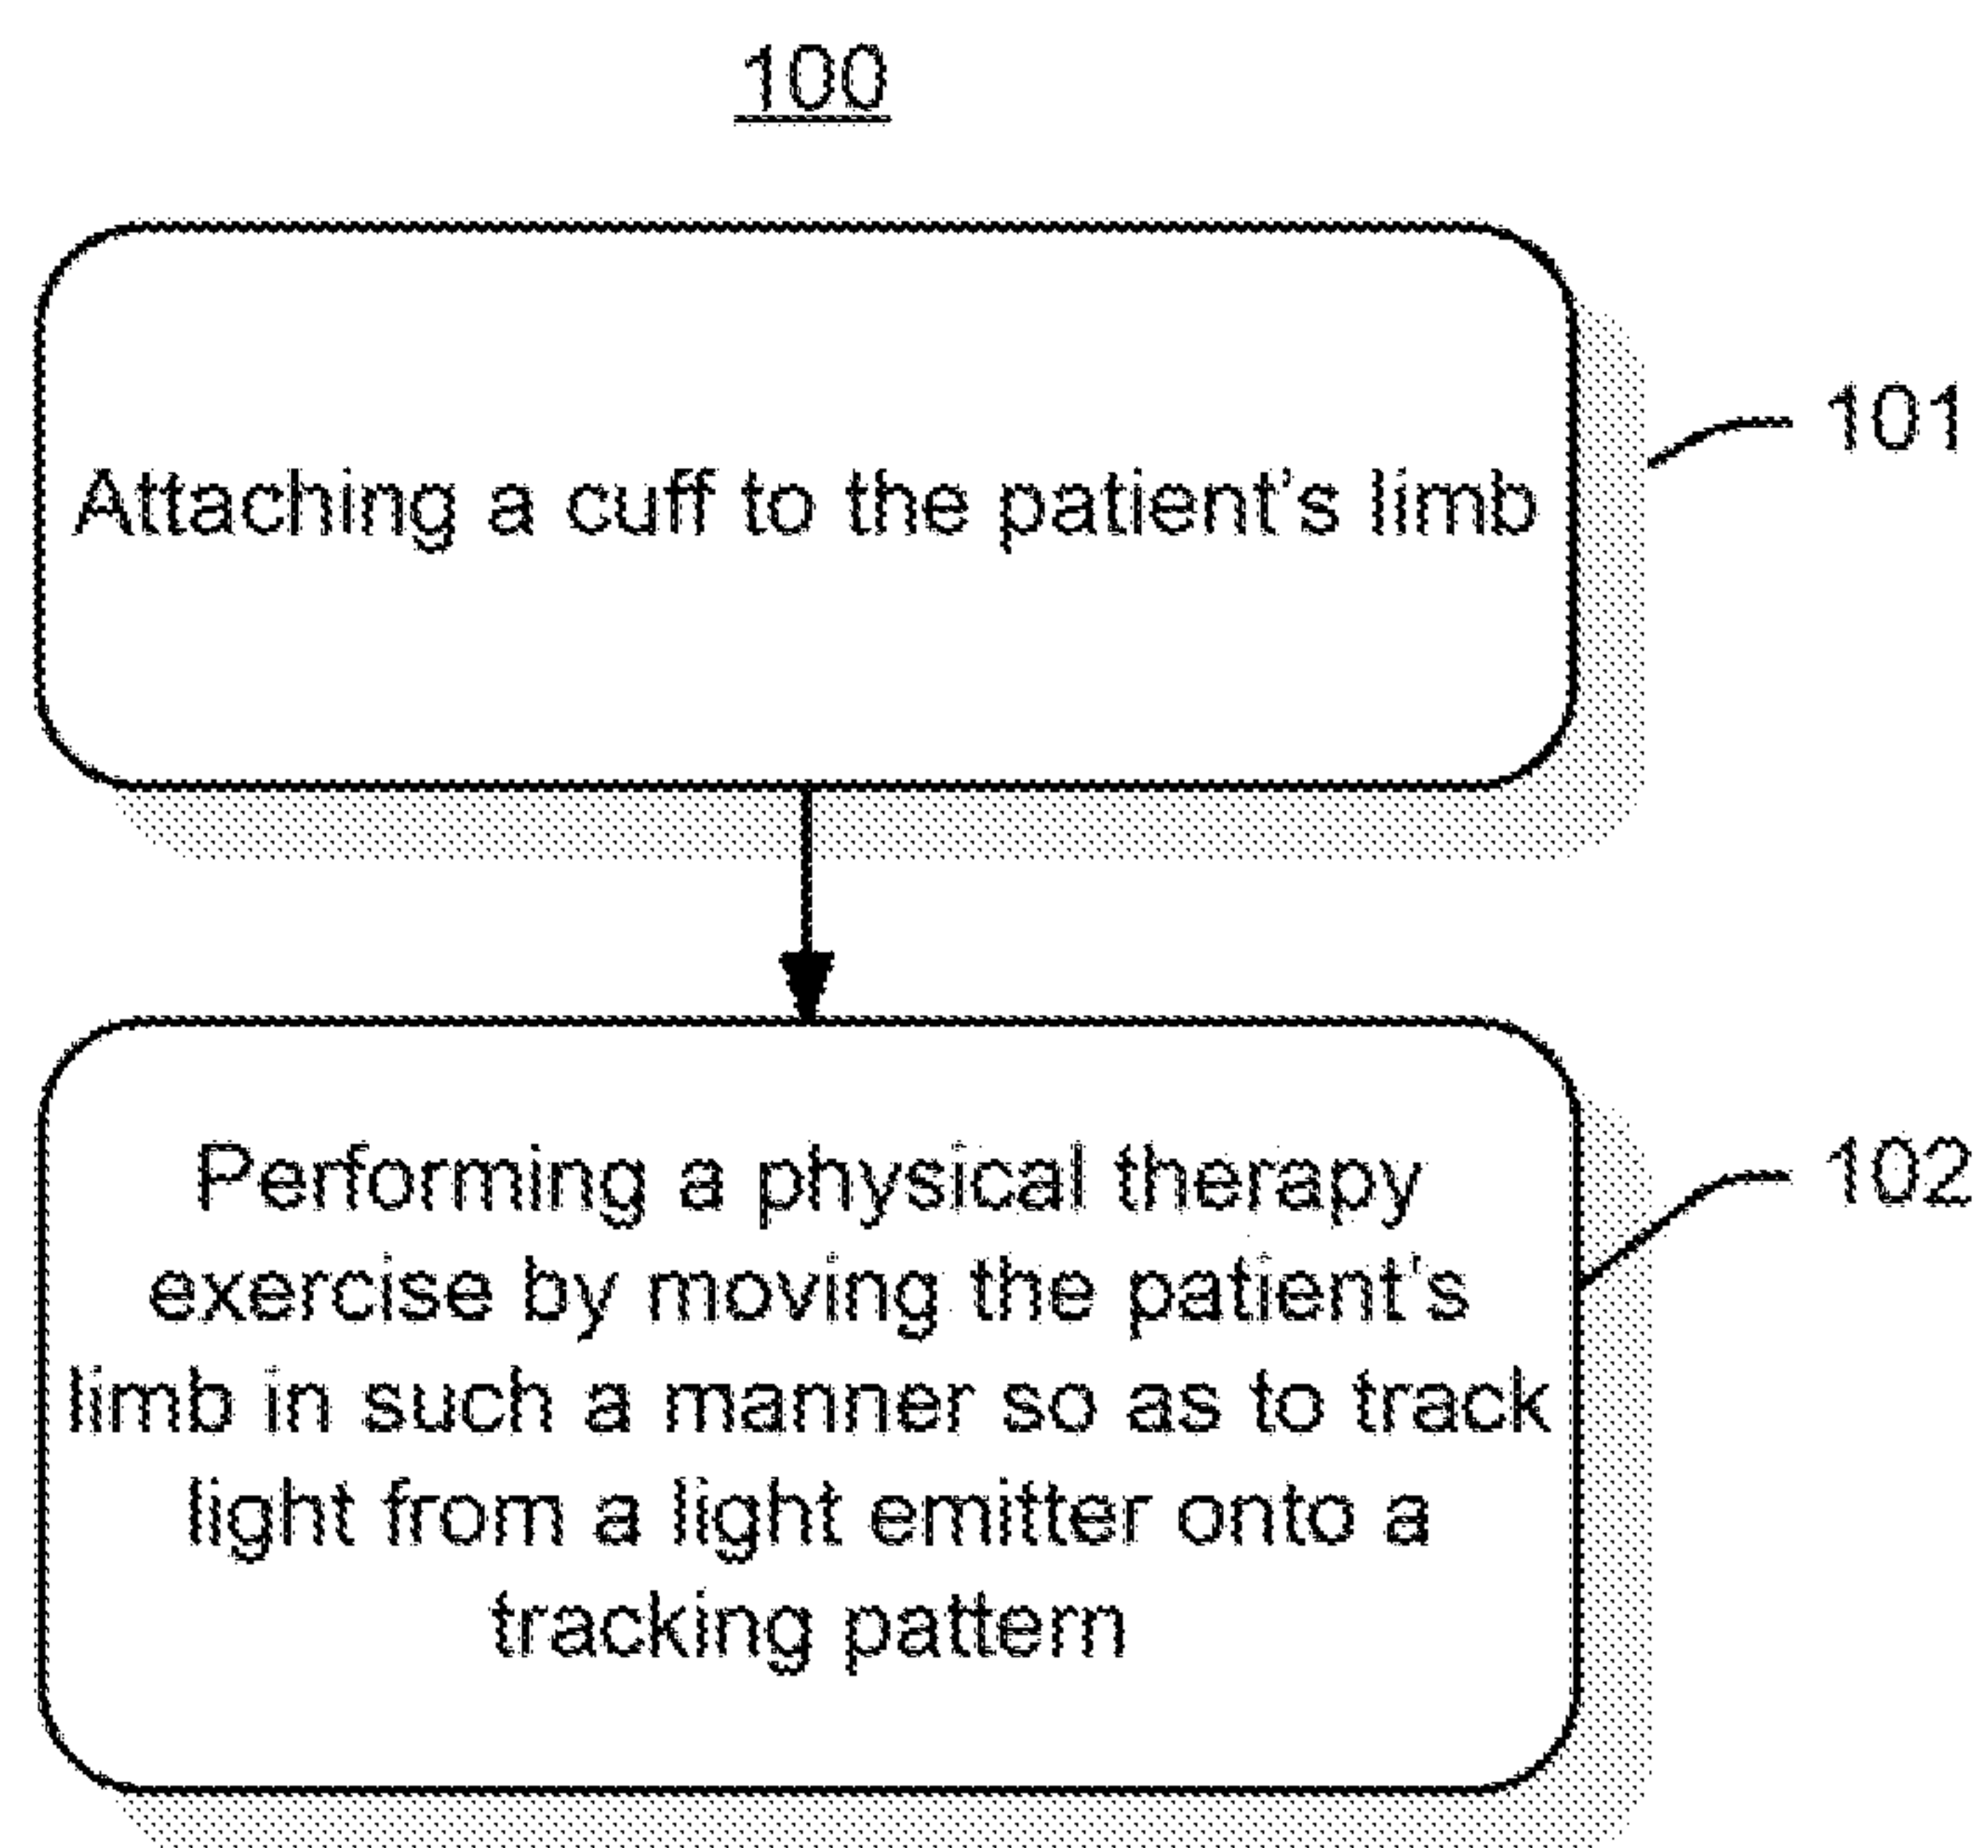 100
Attaching a cuff to the patient's limb
101
Performing a physical therapy
exercise by moving the patient's
limb in such a manner so as to track
light from a light emitter onto a
tracking pattern
102